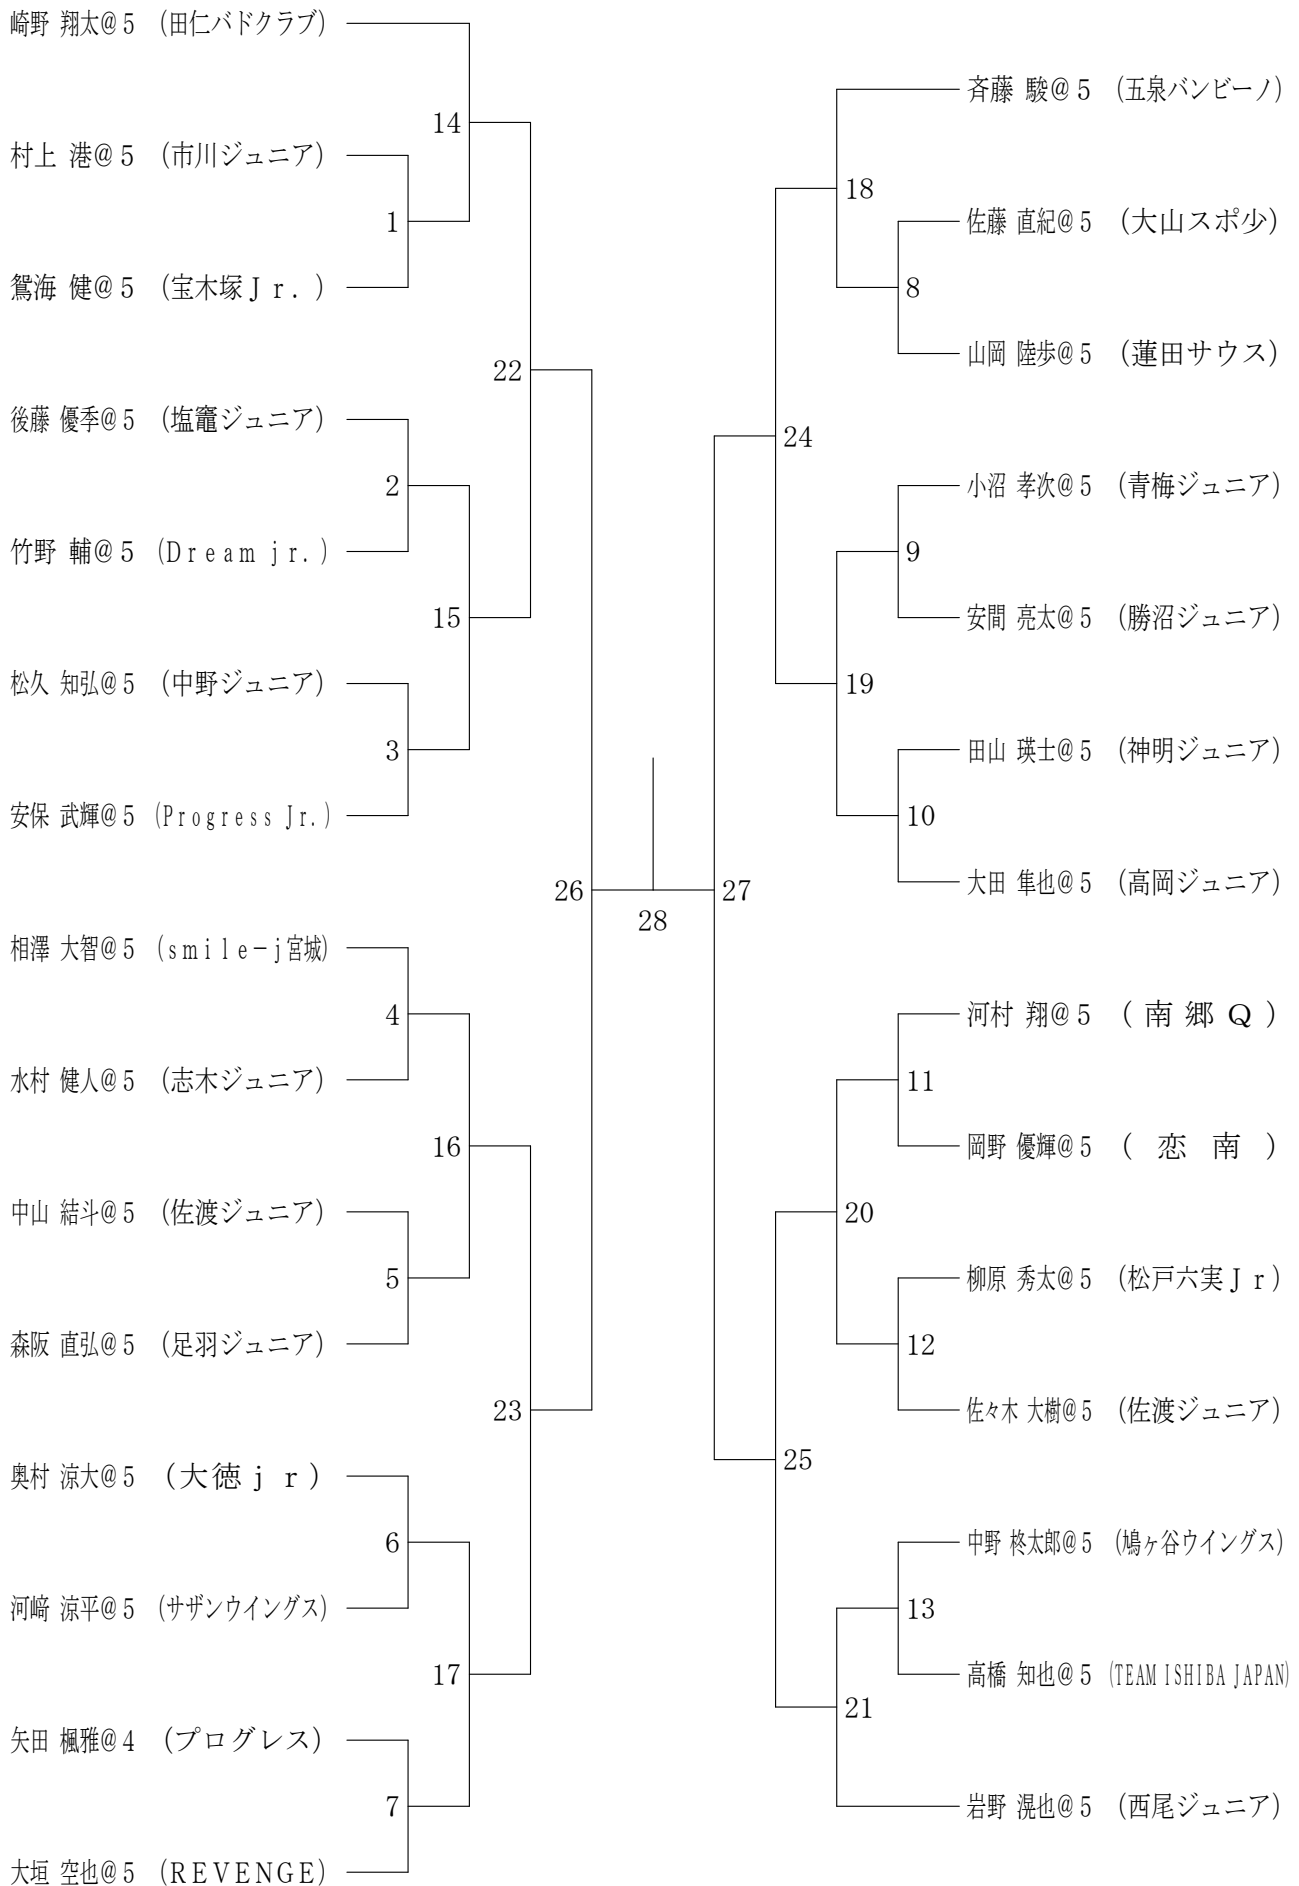 崎野 翔太@５ (田仁バドクラブ)
14
村上 港@５ (市川ジュニア)
1
鴛海 健@５ (宝木塚Ｊｒ．)
22
後藤 優季@５ (塩竈ジュニア)
2
竹野 輔@５ (Ｄｒｅａｍ ｊｒ．)
15
松久 知弘@５ (中野ジュニア)
3
安保 武輝@５ (Ｐｒｏｇｒｅｓｓ Ｊｒ．)
26
相澤 大智@５ (ｓｍｉｌｅ－ｊ宮城)
4
水村 健人@５ (志木ジュニア)
16
中山 結斗@５ (佐渡ジュニア)
5
森阪 直弘@５ (足羽ジュニア)
23
奥村 涼大@５ (大徳ｊｒ)
6
河﨑 涼平@５ (サザンウイングス)
17
矢田 楓雅@４ (プログレス)
7
大垣 空也@５ (ＲＥＶＥＮＧＥ)
28
斉藤 駿@５ (五泉バンビーノ)
18
佐藤 直紀@５ (大山スポ少)
8
山岡 陸歩@５ (蓮田サウス)
24
小沼 孝次@５ (青梅ジュニア)
9
安間 亮太@５ (勝沼ジュニア)
19
田山 瑛士@５ (神明ジュニア)
10
大田 隼也@５ (高岡ジュニア)
27
河村 翔@５ (南郷Ｑ)
11
岡野 優輝@５ (恋南)
20
柳原 秀太@５ (松戸六実Ｊｒ)
12
佐々木 大樹@５ (佐渡ジュニア)
25
中野 柊太郎@５ (鳩ヶ谷ウイングス)
13
高橋 知也@５ (TEAM ISHIBA JAPAN)
21
岩野 滉也@５ (西尾ジュニア)